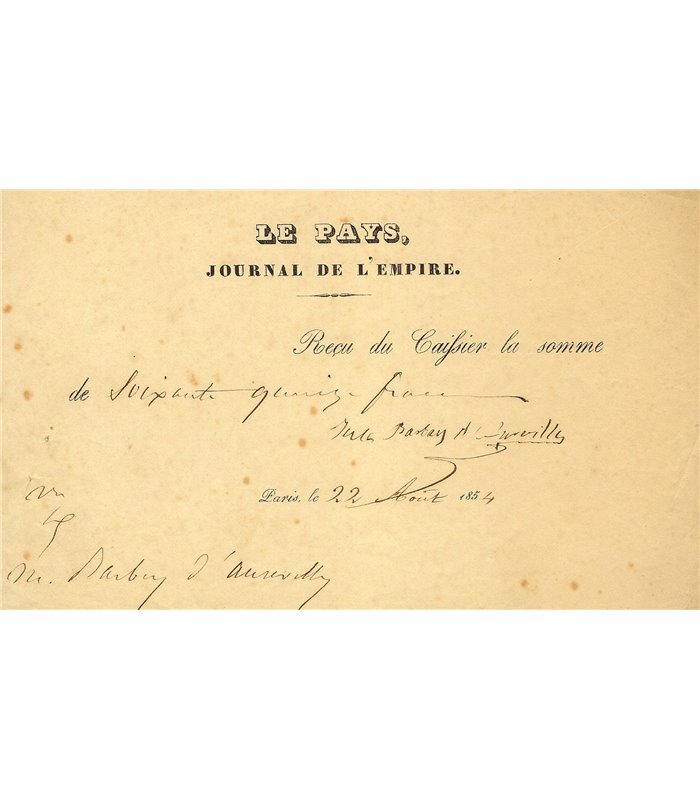 LE PAYS,
JOURNAL DE L'EMPIRE.
Reçu du Caissier la somme
de Soixante quinze francs
Jules Barbey d'Aurevilly
Paris, le 22 Août 1854
Vu
M. Barbey d'Aurevilly